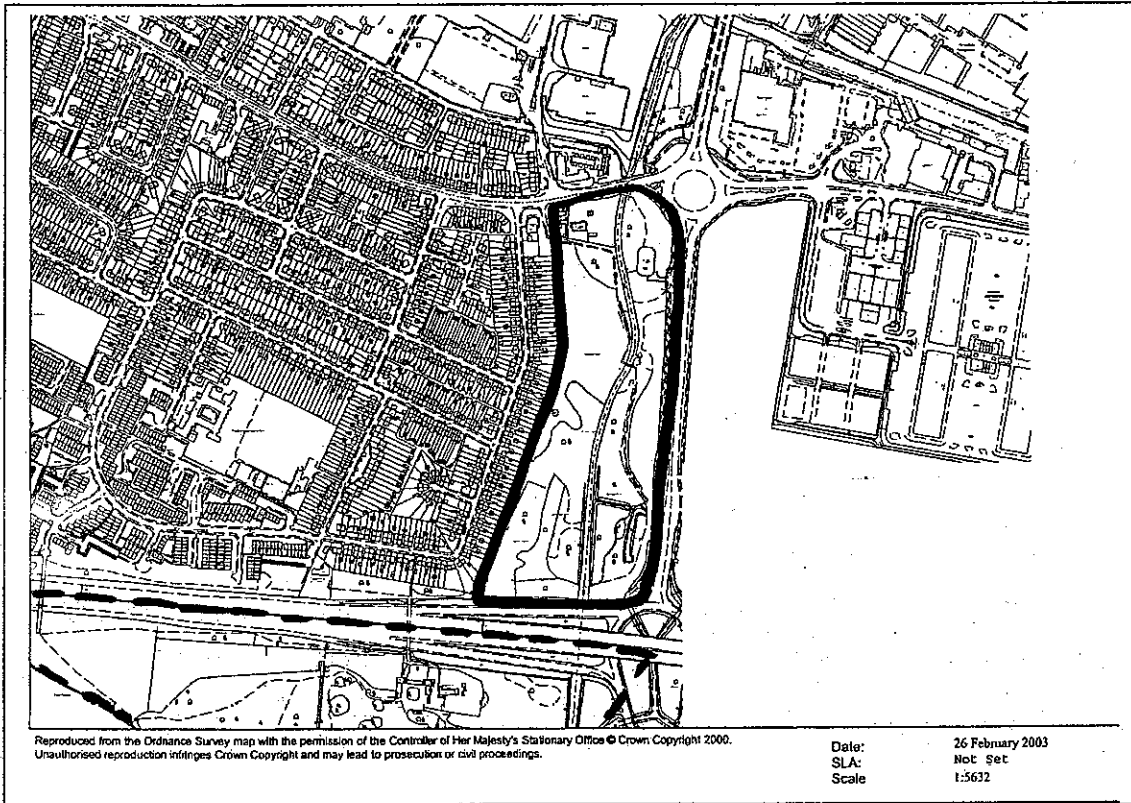 Reproduced from the Ordnance Survey map with the permission of the Controller of Her Majesty's Stationary Office © Crown Copyright 2000.
Unauthorised reproduction infringes Crown Copyright and may lead to prosecution or civil proceedings.
Date: 26 February 2003
SLA: Not Set
Scale 1:5632